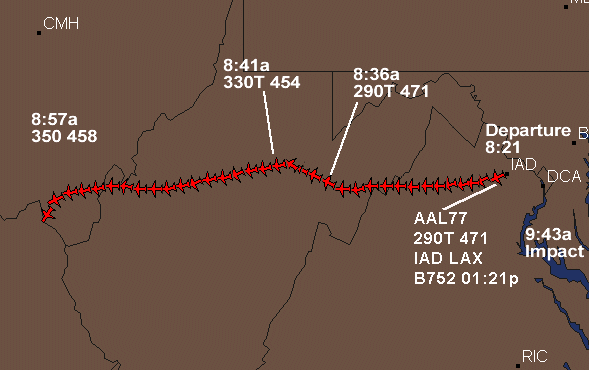 CMH
8:41a
330T 454
8:36a
290T 471
8:57a
350 458
Departure
8:21
B
IAD
DCA
AAL77
290T 471
IAD LAX
B752 01:21p
9:43a
Impact
RIC